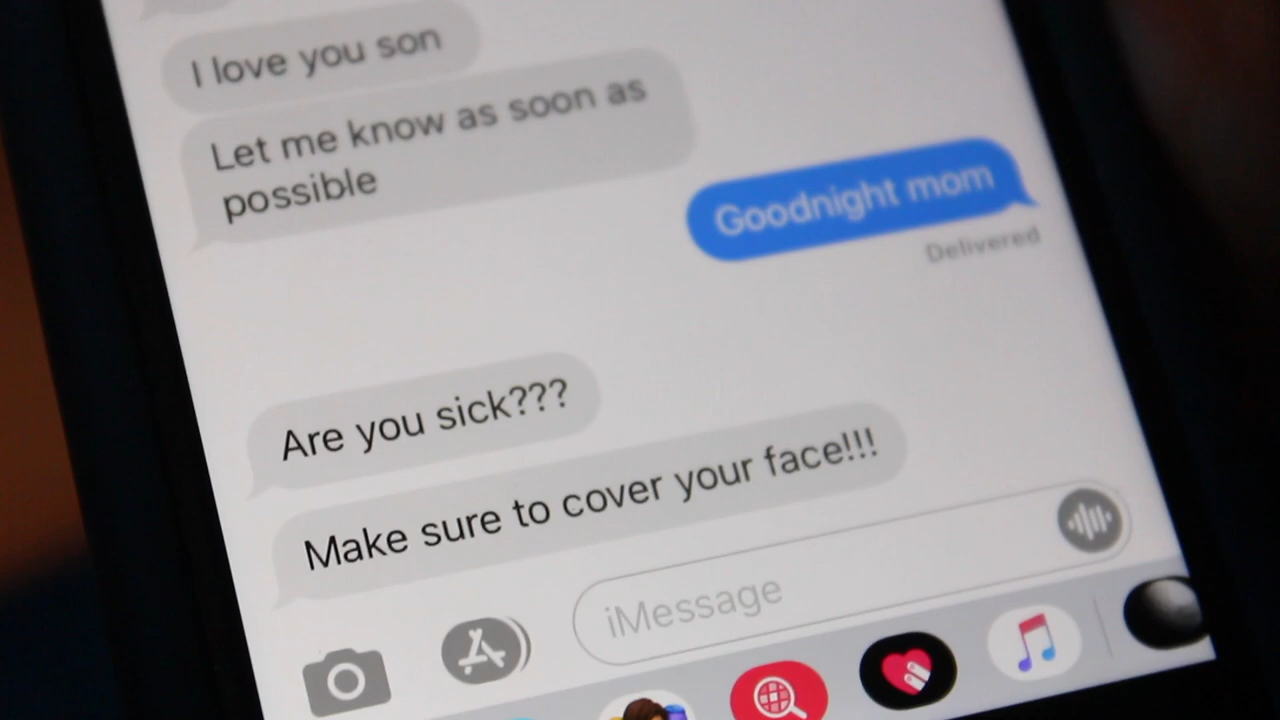 I love you son
Let me know as soon as
possible
Goodnight mom
Delivered
Are you sick???
Make sure to cover your face!!!
iMessage